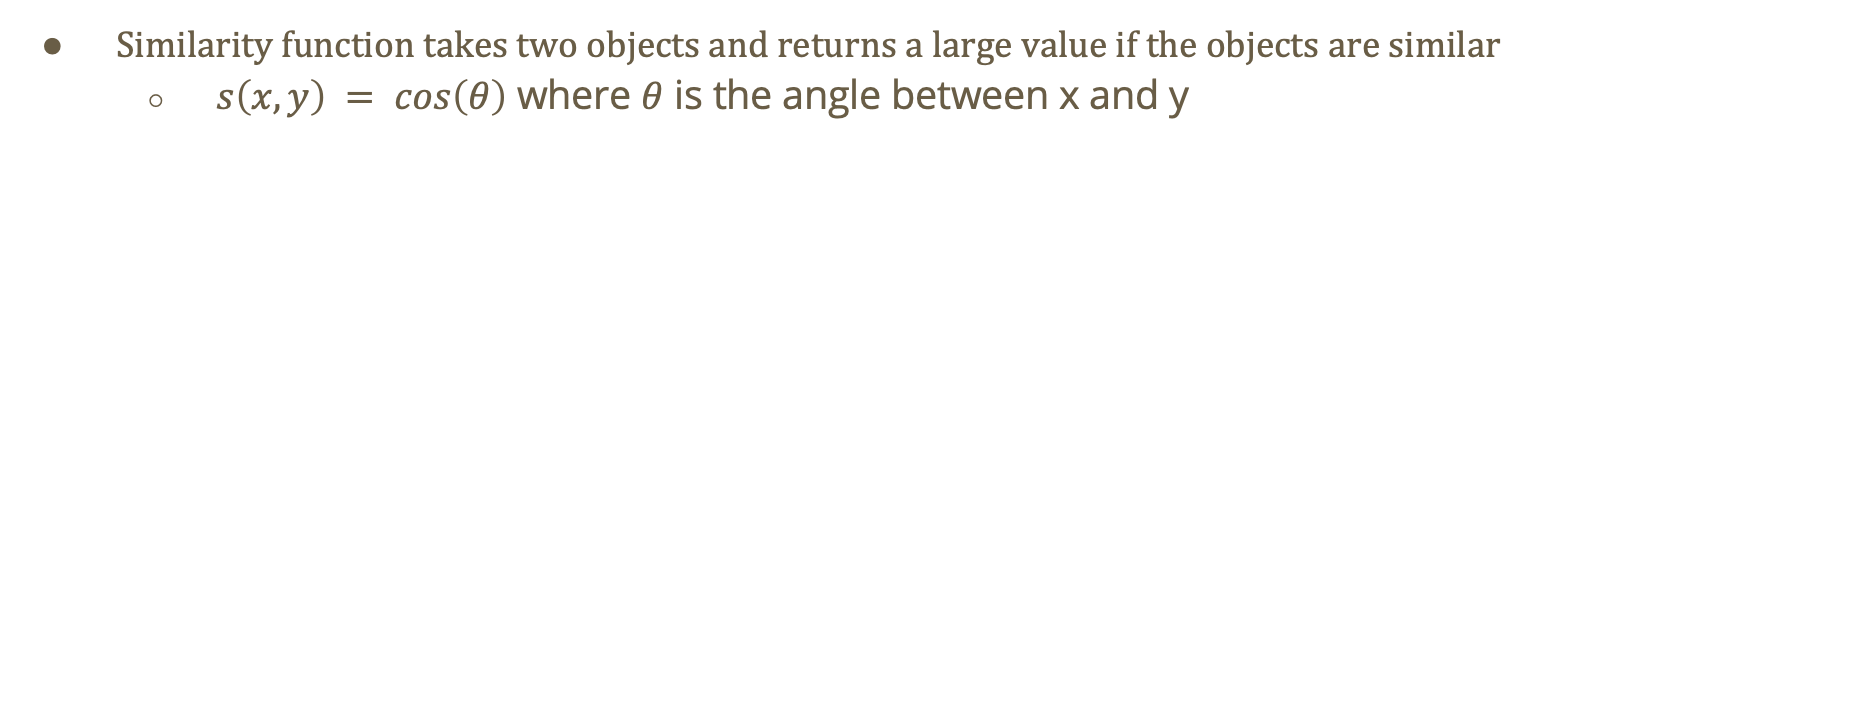 ● Similarity function takes two objects and returns a large value if the objects are similar
○ s(x, y) = cos(θ) where θ is the angle between x and y